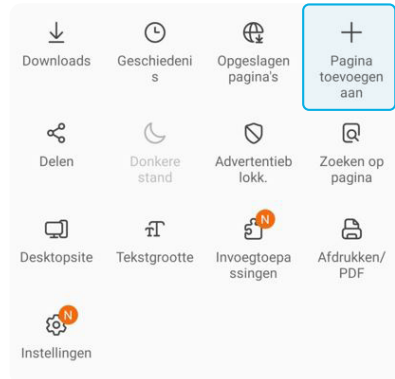 Downloads
Geschiedeni
s
Opgeslagen
pagina's
Pagina
toevoegen
aan
Delen
Donkere
stand
Advertentieb
lokk.
Zoeken op
pagina
Desktopsite
Tekstgrootte
N
Invoegtoepa
ssingen
Afdrukken/
PDF
N
Instellingen